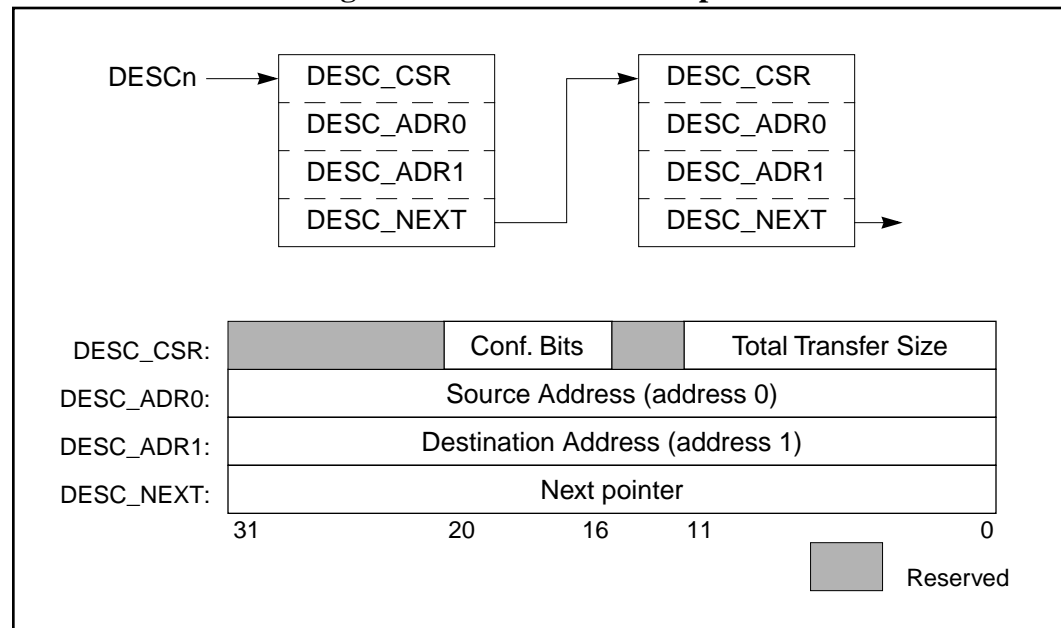 DESCn DESC_CSR DESC_CSR
DESC_ADR0 DESC_ADR0
DESC_ADR1 DESC_ADR1
DESC_NEXT DESC_NEXT
DESC_CSR: Conf. Bits Total Transfer Size
DESC_ADR0: Source Address (address 0)
DESC_ADR1: Destination Address (address 1)
DESC_NEXT: Next pointer
31 20 16 11 0
Reserved